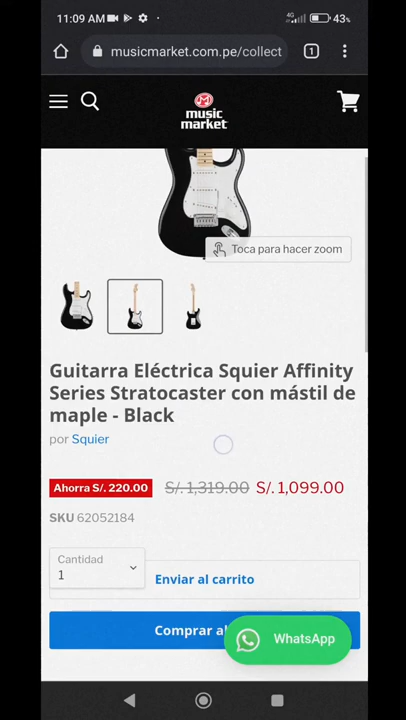 11:09 AM
4G
43%
musicmarket.com.pe/collect
1
music
market
Toca para hacer zoom
Guitarra Eléctrica Squier Affinity
Series Stratocaster con mástil de
maple - Black
por Squier
Ahorra S/. 220.00 S/. 1,319.00 S/. 1,099.00
SKU 62052184
Cantidad
1
Enviar al carrito
Comprar a
WhatsApp